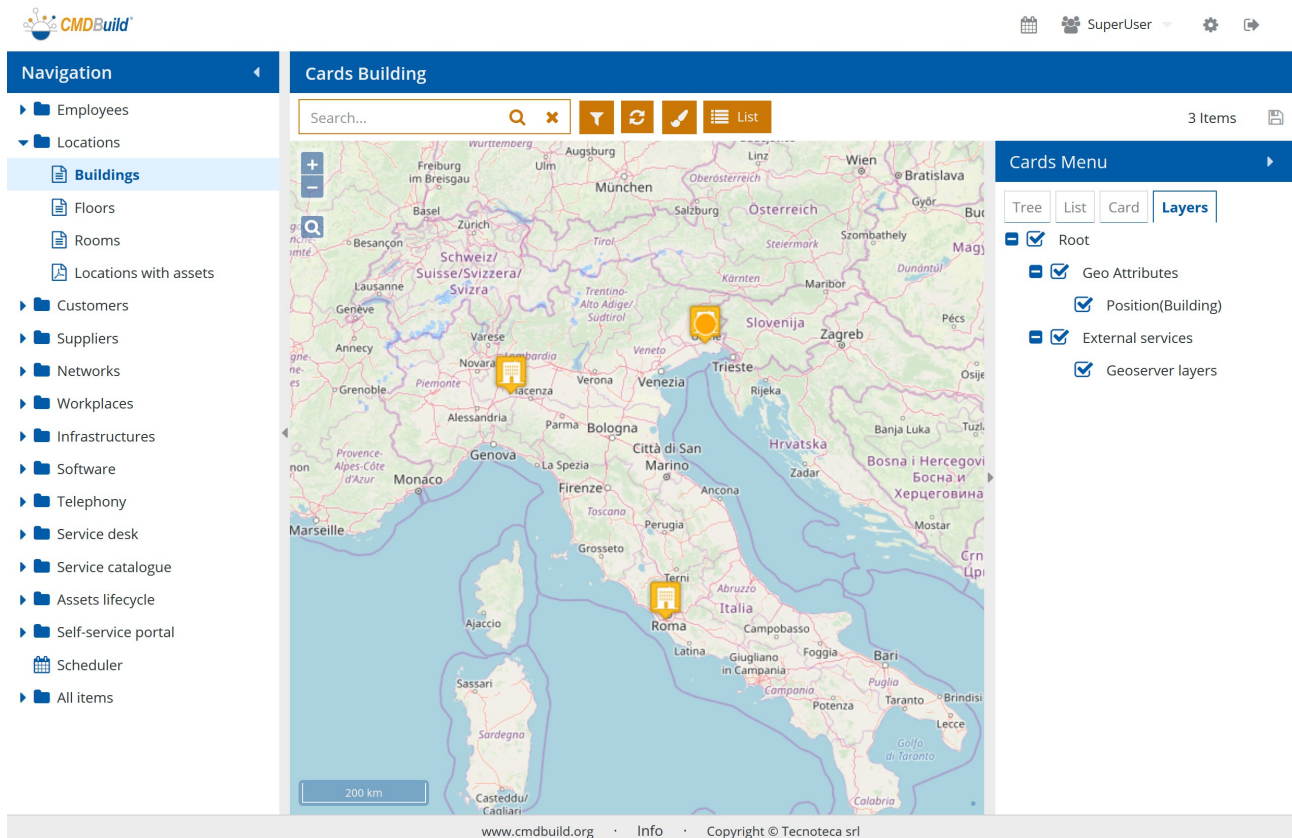 CMDBuild
SuperUser
Navigation
Employees
Locations
Buildings
Floors
Rooms
Locations with assets
Customers
Suppliers
Networks
Workplaces
Infrastructures
Software
Telephony
Service desk
Service catalogue
Assets lifecycle
Self-service portal
Scheduler
All items
Cards Building
Search...
List
3 Items
Württemberg
Augsburg
Linz
Wien
Freiburg
im Breisgau
Ulm
München
Oberösterreich
Bratislava
Basel
Zürich
Salzburg
Österreich
Győr
Besançon
Tirol
Steiermark
Szombathely
Schweiz/
Suisse/Svizzera/
Svizra
Lausanne
Kärnten
Maribor
Dunántúl
Trentino-
Alto Adige/
Südtirol
Genève
Slovenija
Zagreb
Pécs
Annecy
Varese
Lombardia
Novara
Veneto
Trieste
Grenoble
Piemonte
Piacenza
Verona
Venezia
Rijeka
Alessandria
Parma
Bologna
Banja Luka
Genova
La Spezia
Città di San
Marino
Hrvatska
Bosna i Hercegovi
Босна и
Херцеговина
Provence-
Alpes-Côte
d'Azur
Monaco
Firenze
Ancona
Zadar
Toscana
Perugia
Mostar
Marseille
Grosseto
Crn
Црі
Terni
Abruzzo
Italia
Ajaccio
Roma
Campobasso
Latina
Giugliano
in Campania
Foggia
Bari
Sassari
Campania
Puglia
Potenza
Taranto
Brindisi
Lecce
Sardegna
Golfo
di Taranto
200 km
Casteddu/
Cagliari
Calabria
Cards Menu
Tree
List
Card
Layers
Root
Geo Attributes
Position(Building)
External services
Geoserver layers
www.cmdbuild.org · Info · Copyright © Tecnoteca srl